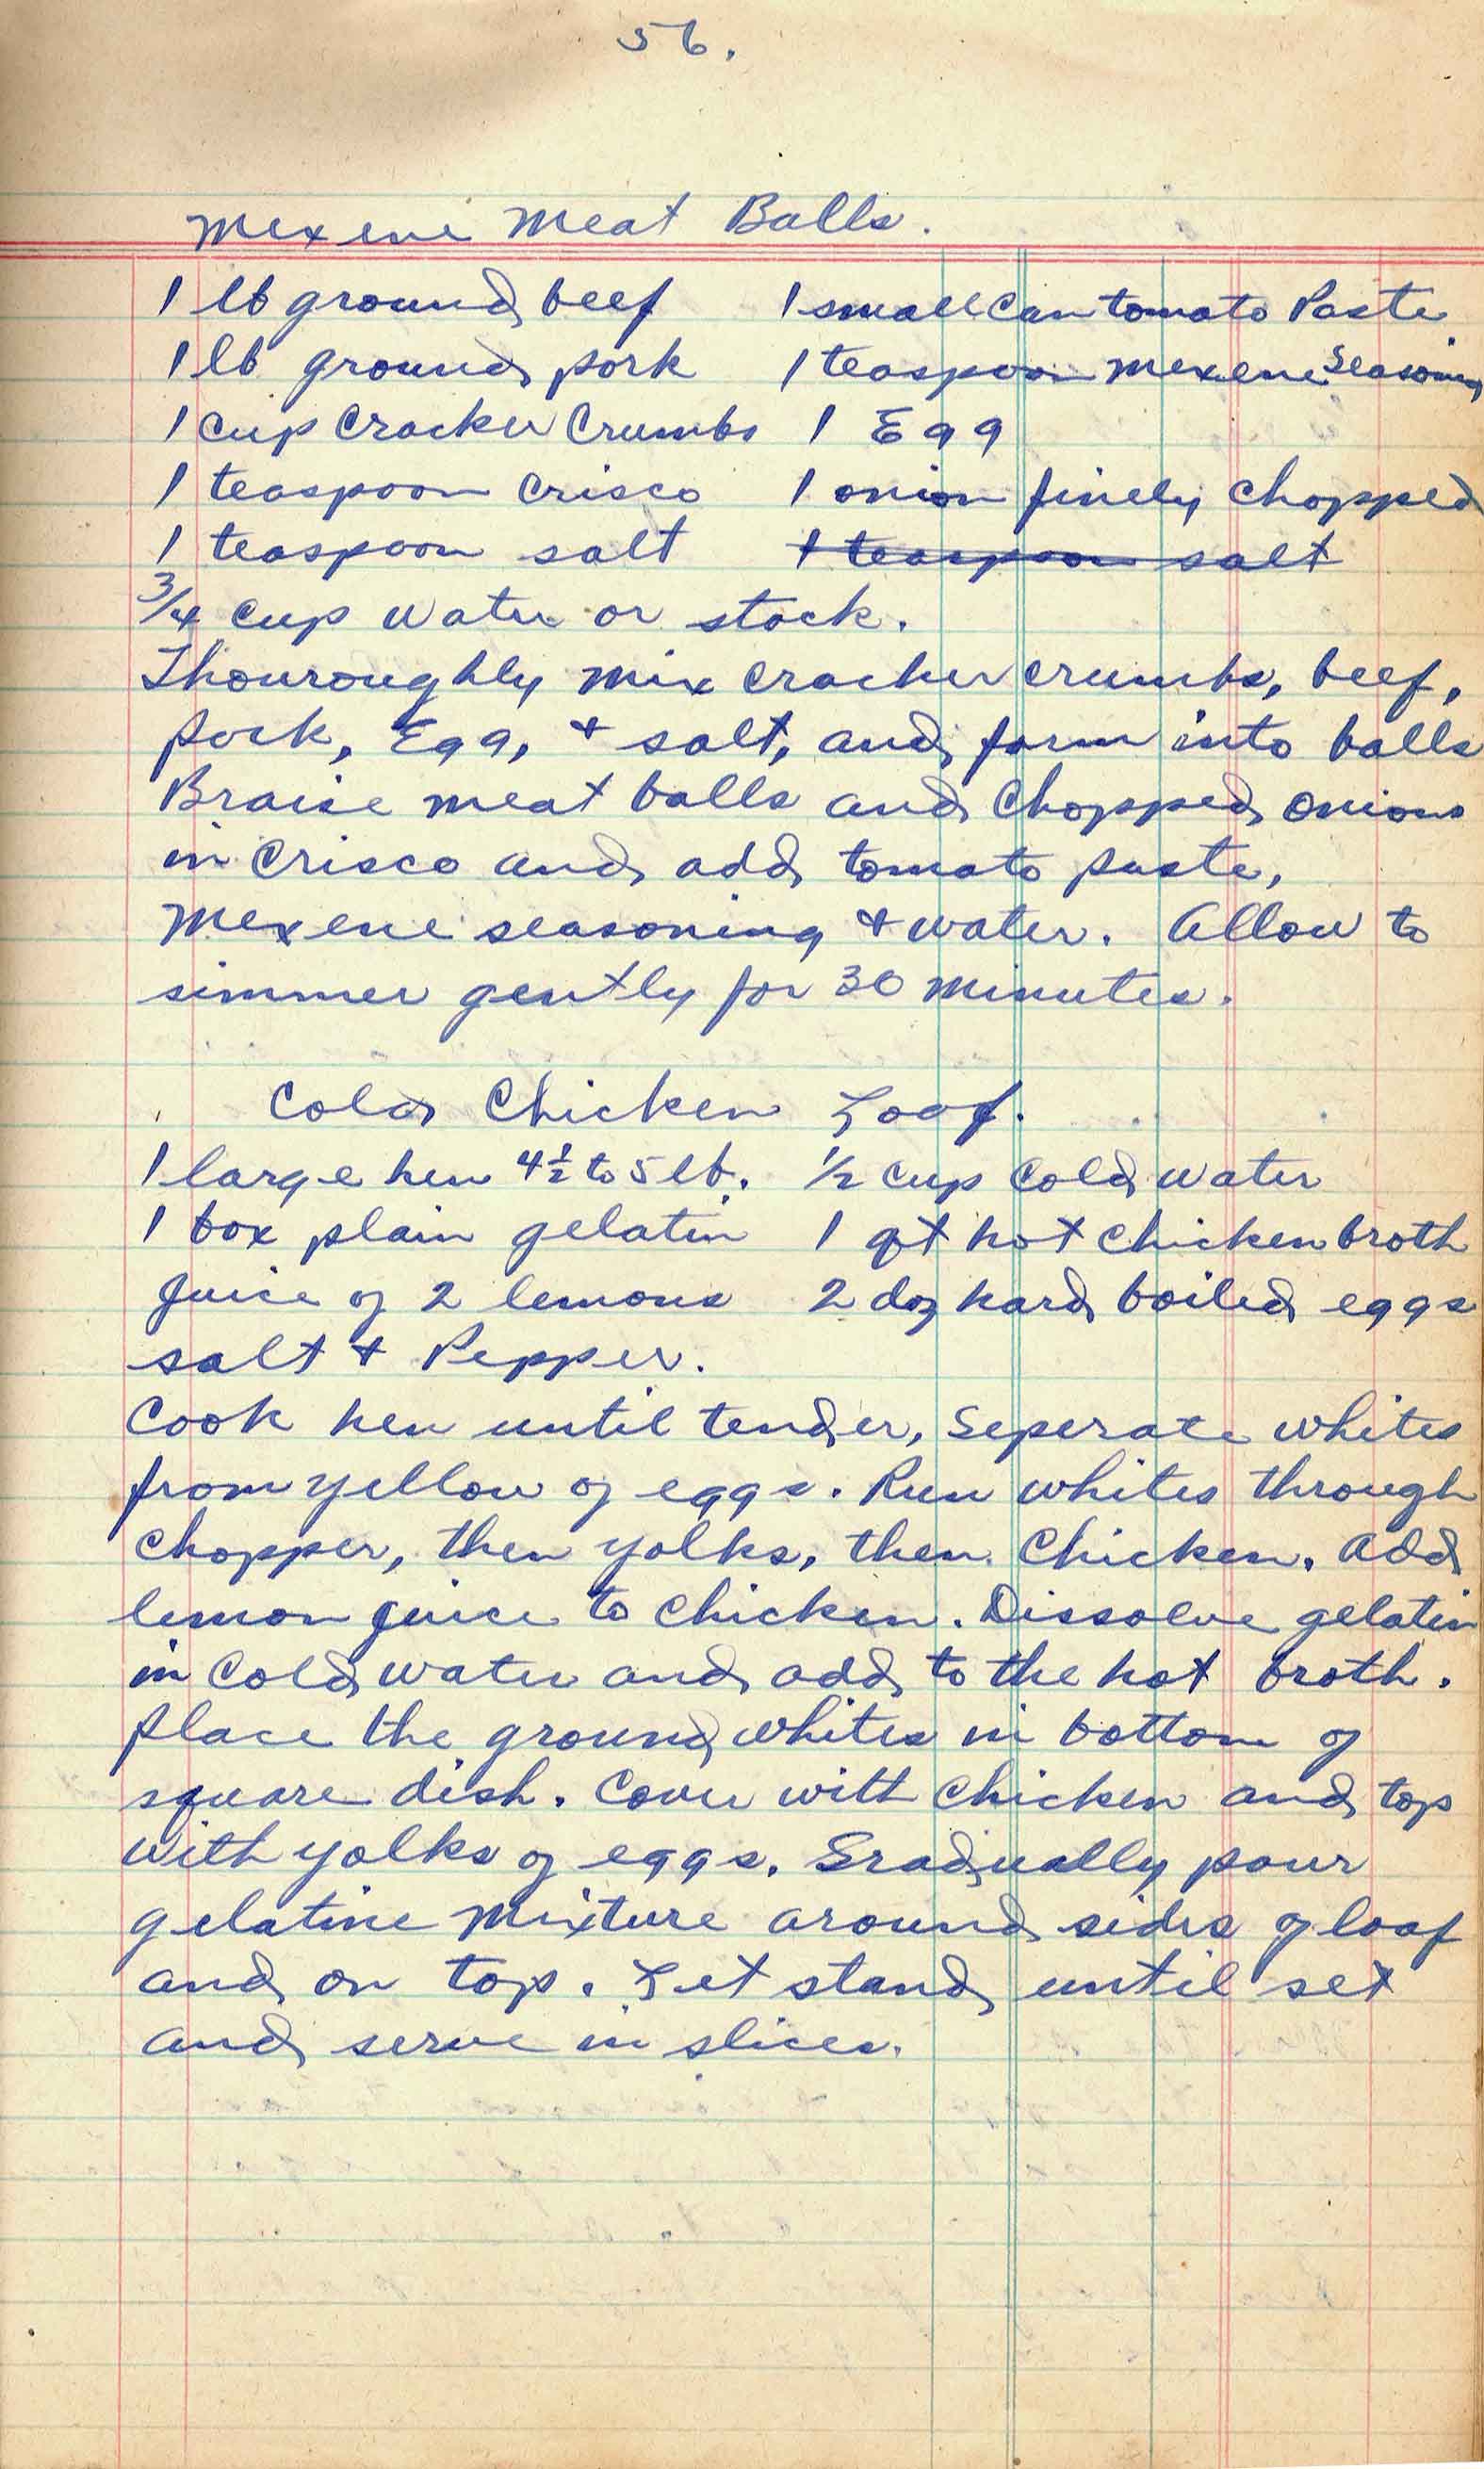 56.
Mexene Meat Balls.
1 lb ground beef 1 small can tomato Paste
1 lb ground pork 1 teaspoon Mexene Seasoning
1 cup Cracker Crumbs 1 Egg
1 teaspoon Crisco 1 onion finely chopped
1 teaspoon salt 1 teaspoon salt
3/4 cup water or stock.
Thouroughly mix cracker crumbs, beef,
pork, Egg, + salt, and form into balls
Braise meat balls and chopped onions
in Crisco and add tomato paste,
Mexene seasoning + water. Allow to
simmer gently for 30 minutes.
Cold Chicken Loaf.
1 large hen 4 1/2 to 5 lb. 1/2 cup Cold water
1 box plain gelatin 1 qt hot chicken broth
juice of 2 lemons 2 doz hard boiled eggs
salt + Pepper.
Cook hen until tender, Seperate whites
from yellow of eggs. Run whites through
chopper, then yolks, then Chicken. Add
lemon juice to chicken. Dissolve gelatin
in Cold water and add to the hot broth.
Place the ground whites in bottom of
square dish. Cover with chicken and top
with yolks of eggs. Gradually pour
gelatine mixture around sides of loaf
and on top. Let stand until set
and serve in slices.